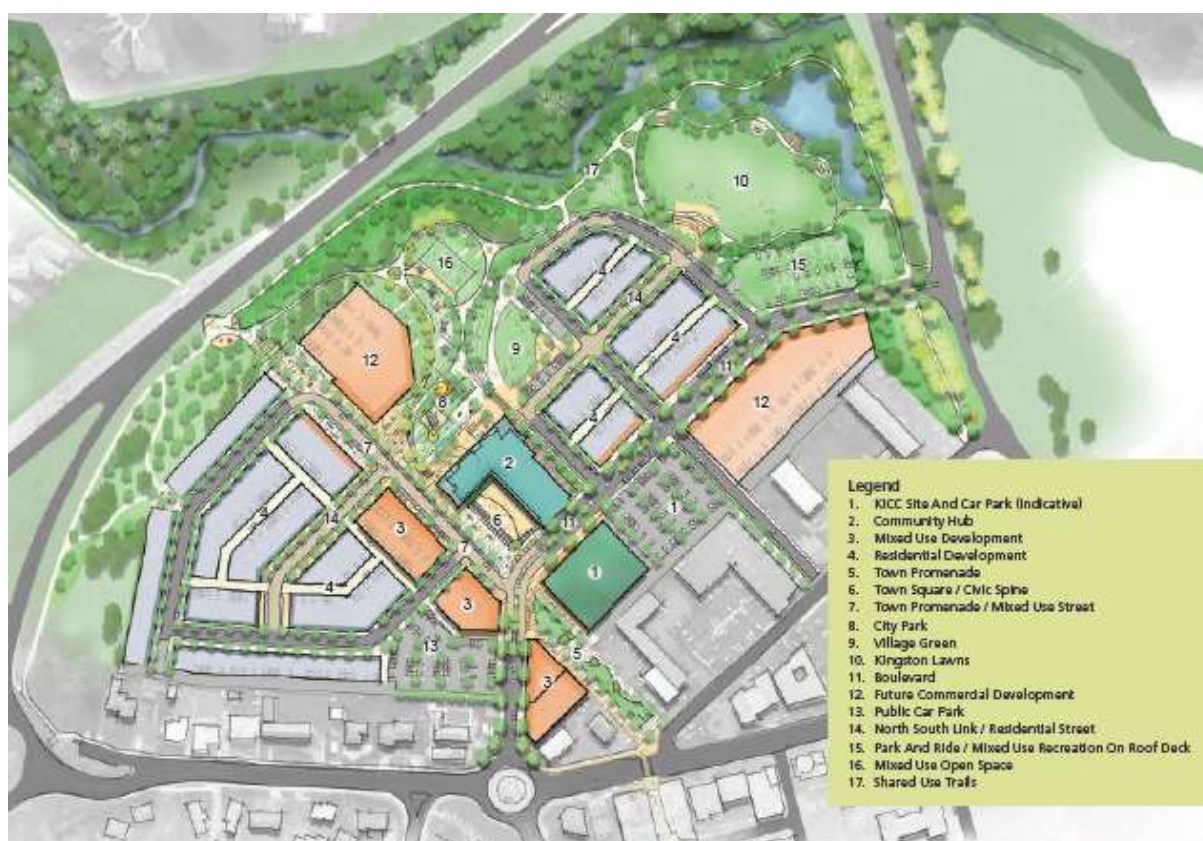 17
10
16
4
15
14
9
4
12
11
12
8
4
7
2
1
4
14
3
6
11
7
1
4
3
13
5
3
Legend
1. KICC Site And Car Park (Indicative)
2. Community Hub
3. Mixed Use Development
4. Residential Development
5. Town Promenade
6. Town Square / Civic Spine
7. Town Promenade / Mixed Use Street
8. City Park
9. Village Green
10. Kingston Lawns
11. Boulevard
12. Future Commercial Development
13. Public Car Park
14. North South Link / Residential Street
15. Park And Ride / Mixed Use Recreation On Roof Deck
16. Mixed Use Open Space
17. Shared Use Trails